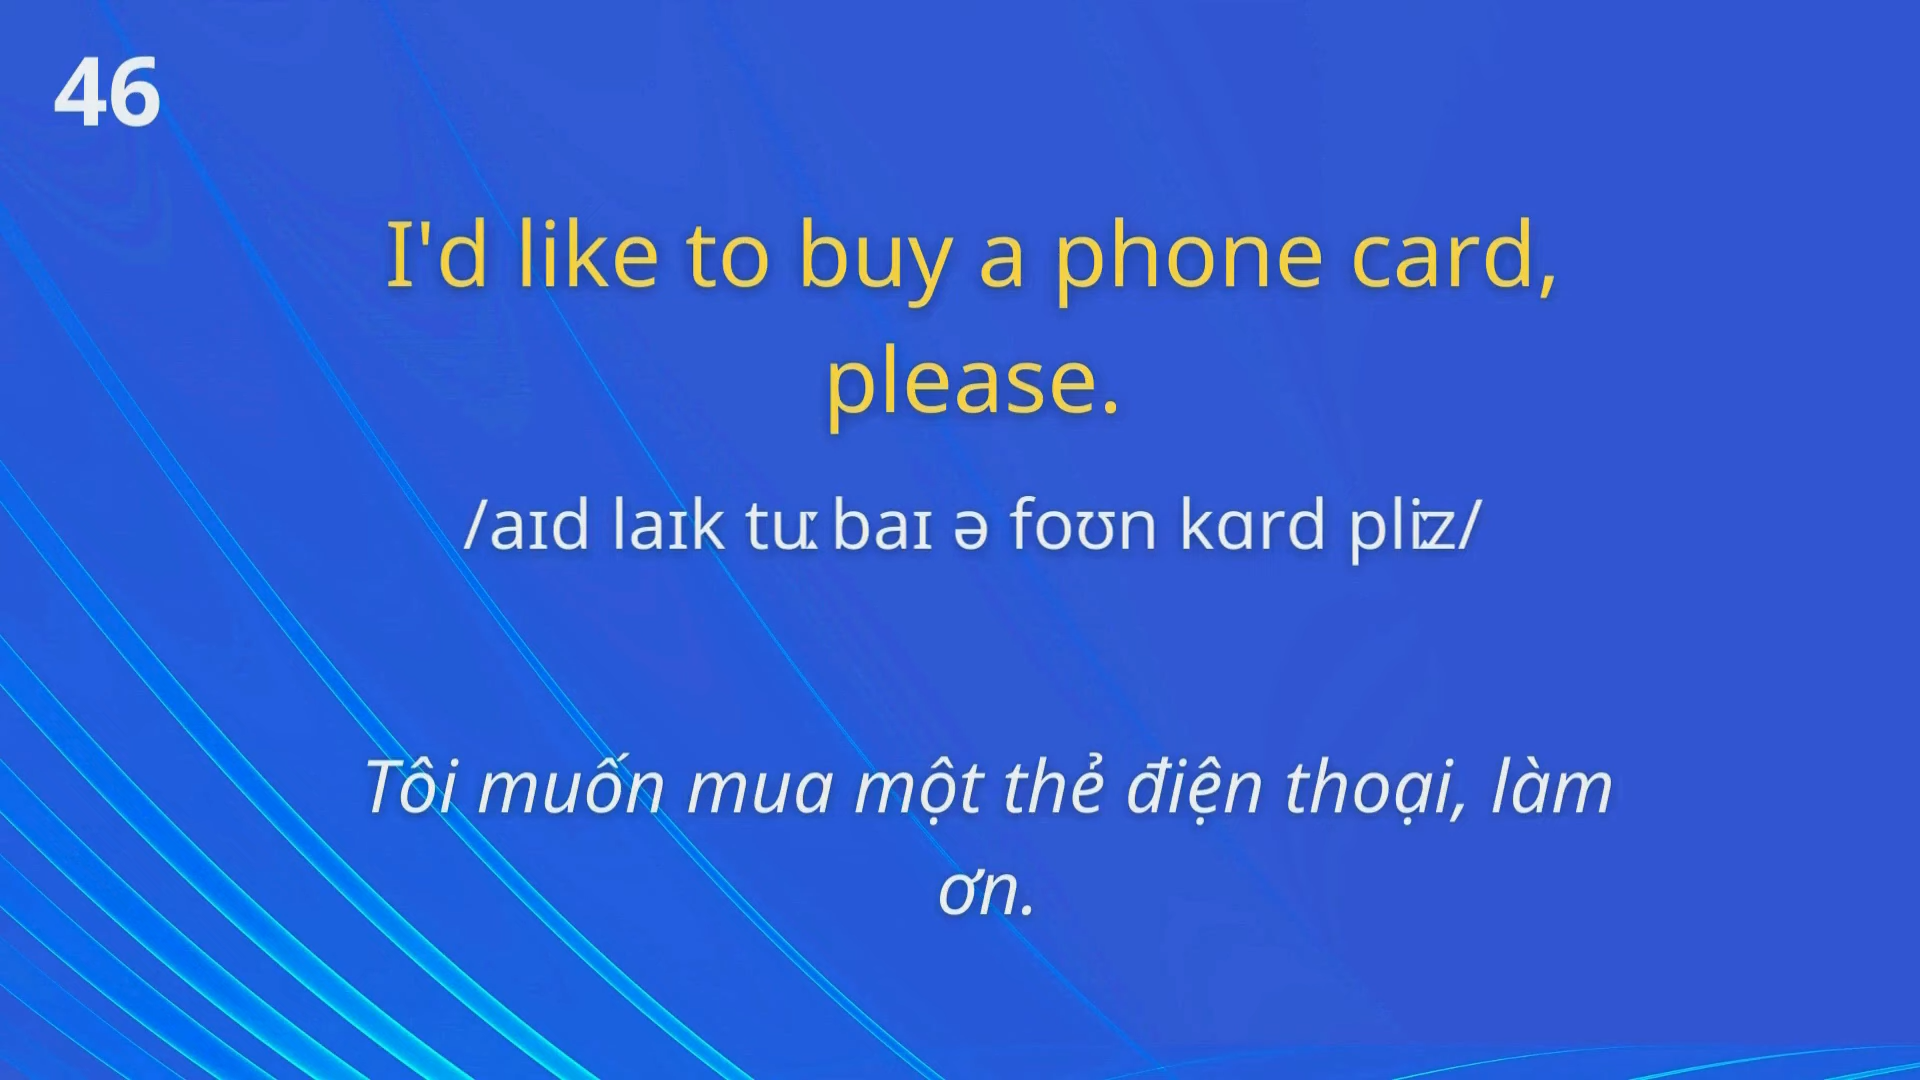 46
I'd like to buy a phone card,
please.
/aɪd laɪk tuː baɪ ə foʊn kɑrd pliːz/
Tôi muốn mua một thẻ điện thoại, làm
ơn.